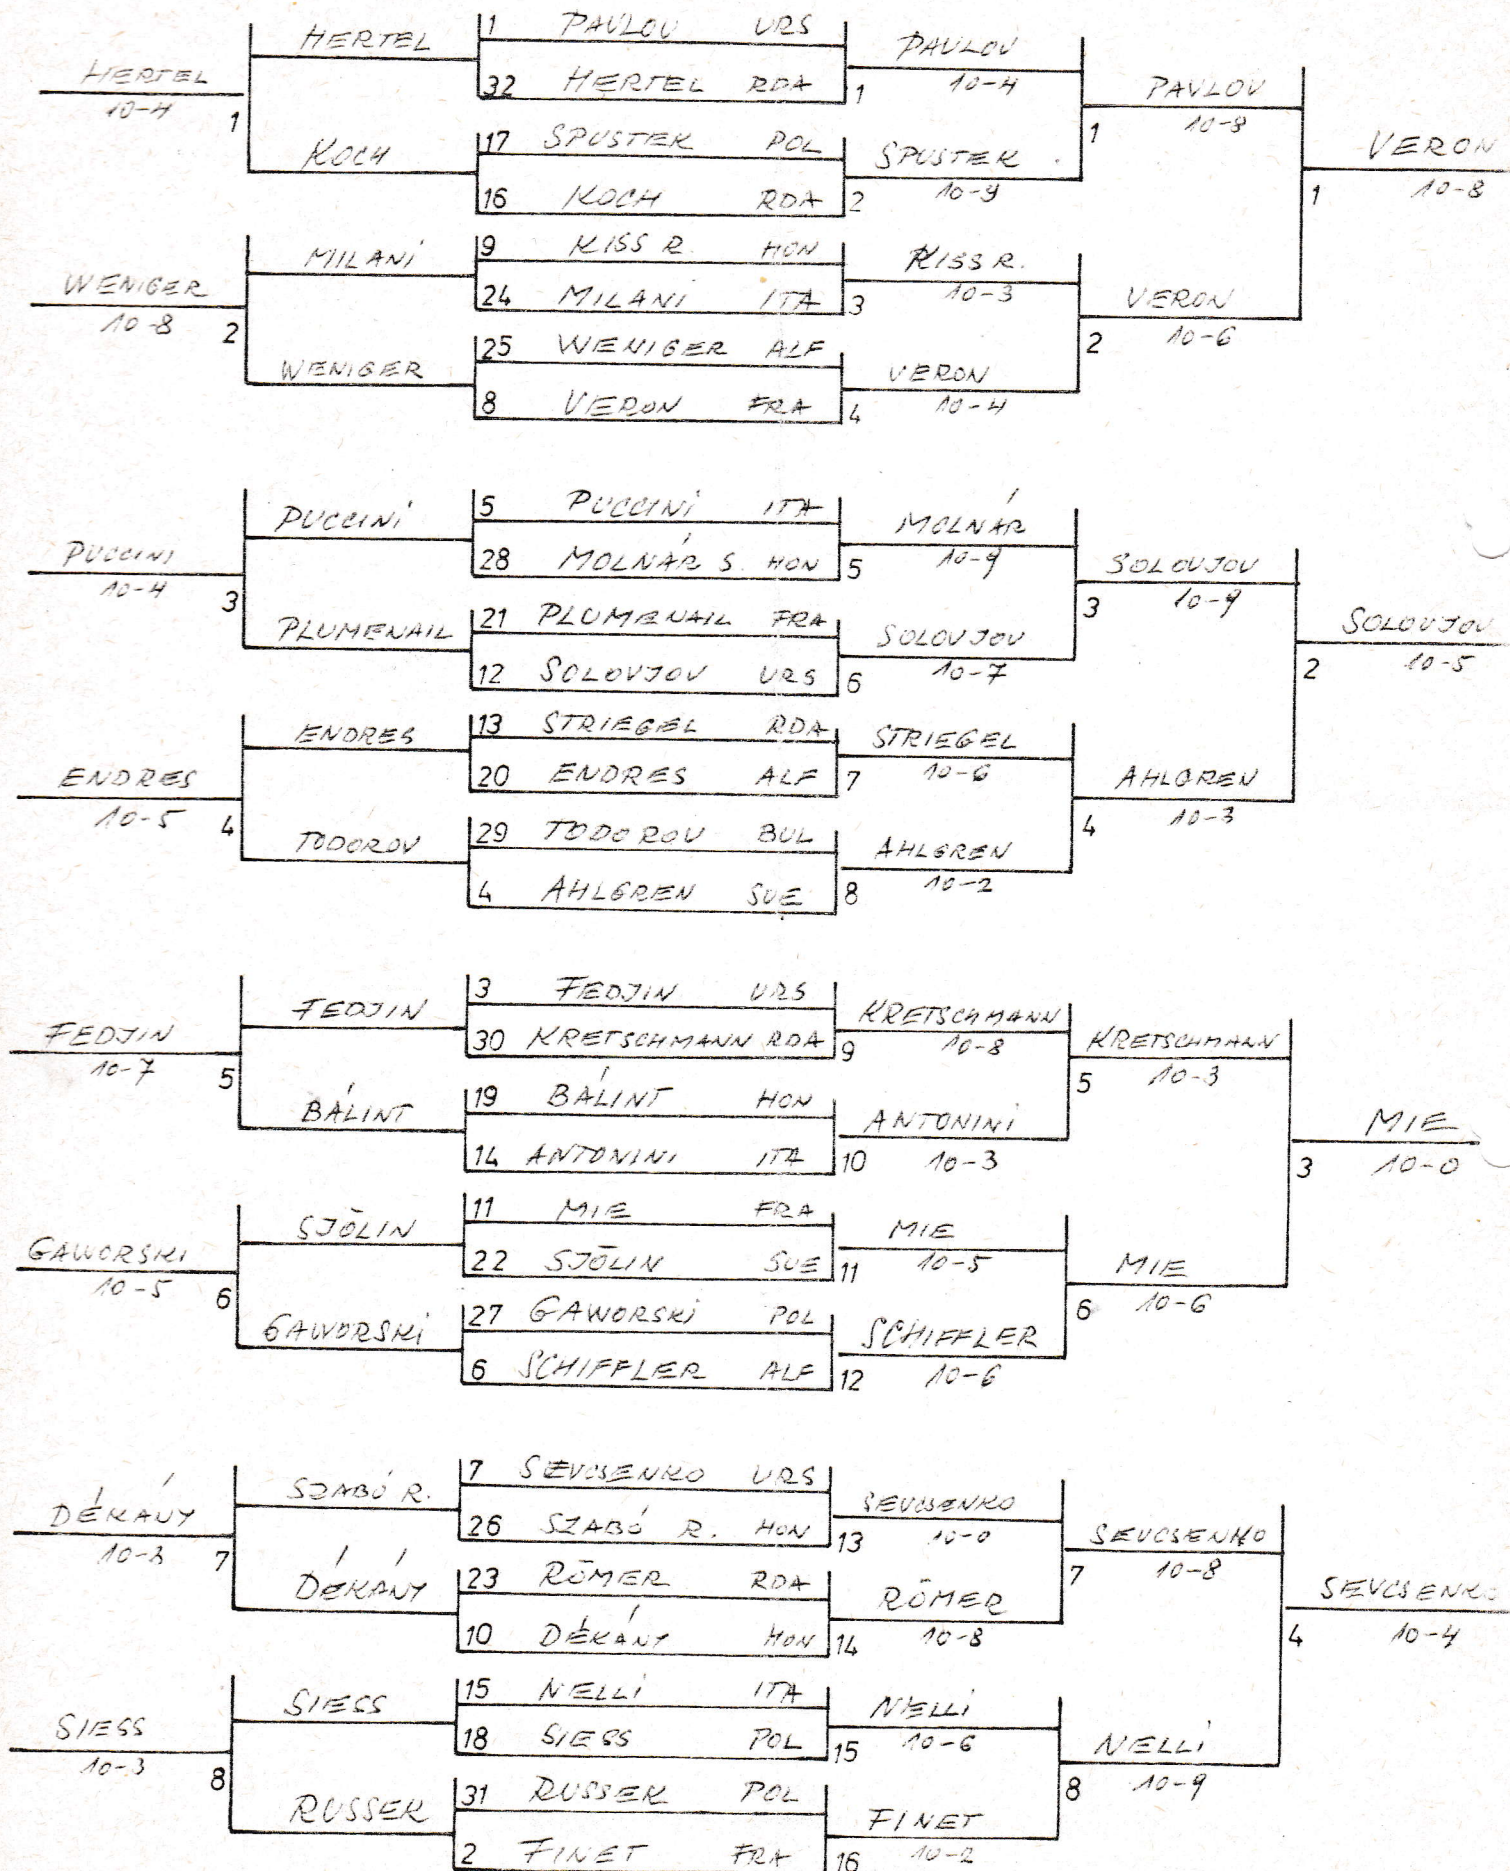 HERTEL 1 PAVLOV URS PAVLOV
HERTEL 32 HERTEL RDA 1 10-4 PAVLOV
10-4 1 1 10-8
KOCH 17 SPUSTEK POL SPUSTEK VERON
16 KOCH RDA 2 10-9 1 10-8
MILANI 9 KISS R. HON KISS R.
WENIGER 24 MILANI ITA 3 10-3 VERON
10-8 2 2 10-6
WENIGER 25 WENIGER ALF VERON
8 VERON FRA 4 10-4
PUCCINI 5 PUCCINI ITA MOLNÁR
PUCCINI 28 MOLNÁR S. HON 5 10-9 SOLOVJOV
10-4 3 3 10-9
PLUMENAIL 21 PLUMENAIL FRA SOLOVJOV SOLOVJOV
12 SOLOVJOV URS 6 10-7 2 10-5
ENDRES 13 STRIEGEL RDA STRIEGEL
ENDRES 20 ENDRES ALF 7 10-6 AHLGREN
10-5 4 4 10-3
TODOROV 29 TODOROV BUL AHLGREN
4 AHLGREN SUE 8 10-2
FEDJIN 3 FEDJIN URS KRETSCHMANN
FEDJIN 30 KRETSCHMANN RDA 9 10-8 KRETSCHMANN
10-7 5 5 10-3
BÁLINT 19 BÁLINT HON ANTONINI MIE
14 ANTONINI ITA 10 10-3 3 10-0
SJÖLIN 11 MIE FRA MIE
GAWORSKI 22 SJÖLIN SUE 11 10-5 MIE
10-5 6 6 10-6
GAWORSKI 27 GAWORSKI POL SCHIFFLER
6 SCHIFFLER ALF 12 10-6
SZABÓ R. 7 SEVCSENKO URS SEVCSENKO
DÉKÁNY 26 SZABÓ R. HON 13 10-0 SEVCSENKO
7 7 10-8
DÉKÁNY 23 RÖMER RDA RÖMER SEVCSENKO
10 DÉKÁNY HON 14 10-8 4 10-4
SIESS 15 NELLI ITA NELLI
SIESS 18 SIESS POL 15 10-6 NELLI
10-3 8 8 10-9
RUSSEK 31 RUSSEK POL FINET
2 FINET FRA 16 10-2